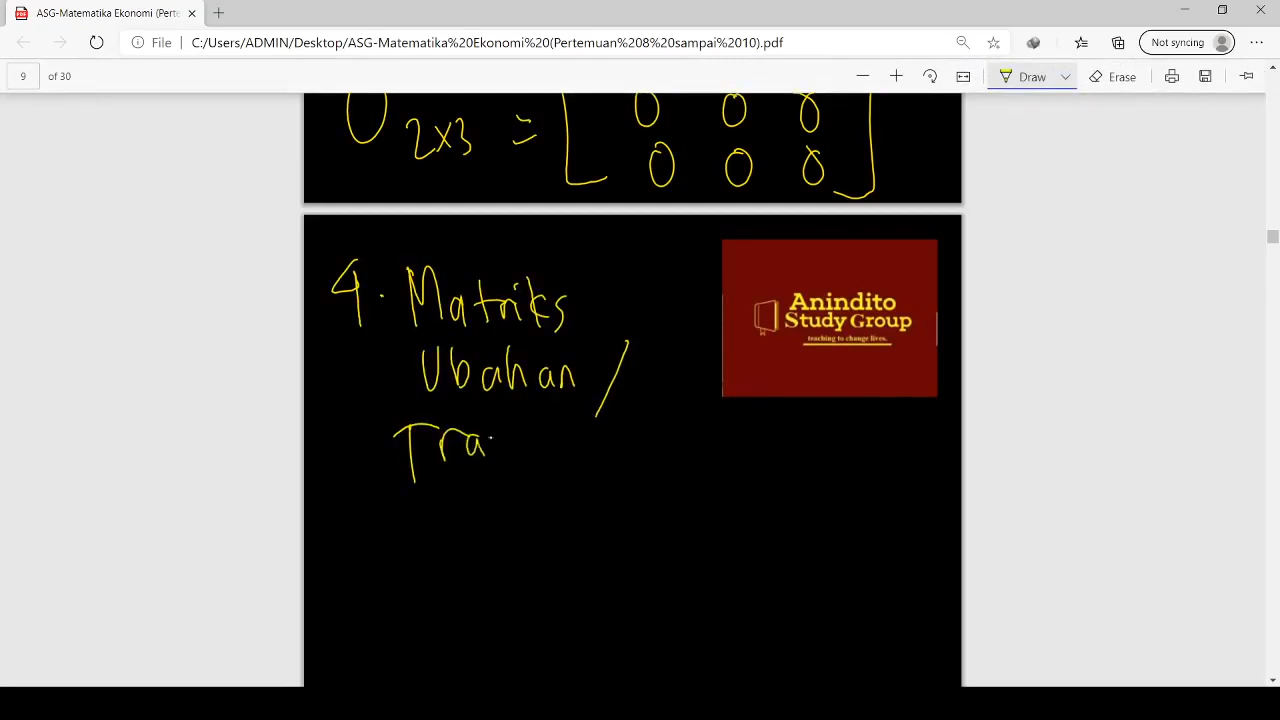 ASG-Matematika Ekonomi (Perte
File C:/Users/ADMIN/Desktop/ASG-Matematika%20Ekonomi%20(Pertemuan%208%20sampai%2010).pdf
Not syncing
9 of 30
Draw
Erase
O 2x3 = [ 0 0 0
0 0 0 ]
4. Matriks
Ubahan /
Tra
Anindito
Study Group
teaching to change lives.